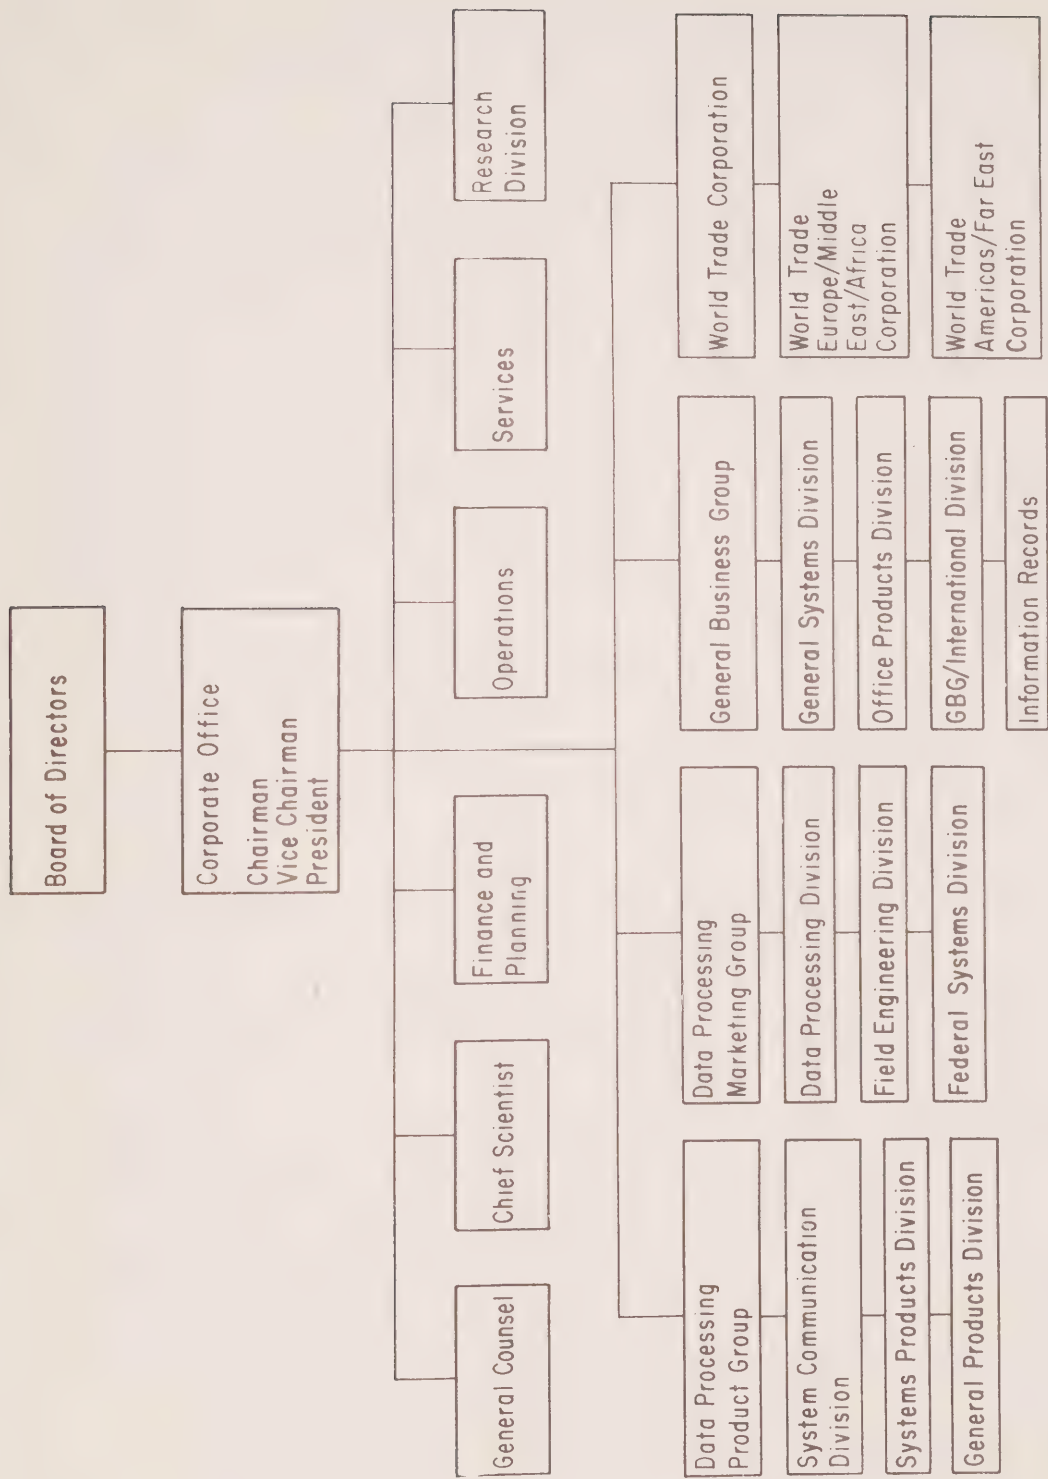 Board of Directors
Corporate Office
Chairman
Vice Chairman
President
General Counsel
Chief Scientist
Finance and
Planning
Operations
Services
Research
Division
Data Processing
Product Group
System Communication
Division
Systems Products Division
General Products Division
Data Processing
Marketing Group
Data Processing Division
Field Engineering Division
Federal Systems Division
General Business Group
General Systems Division
Office Products Division
GBG/International Division
Information Records
World Trade Corporation
World Trade
Europe/Middle
East/Africa
Corporation
World Trade
Americas/Far East
Corporation